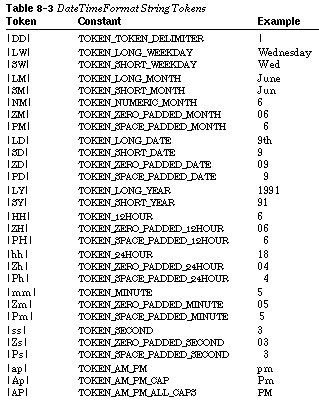 Table 8-3 DateTimeFormat String Tokens
Token Constant Example
|DD| TOKEN_TOKEN_DELIMITER |
|LW| TOKEN_LONG_WEEKDAY Wednesday
|SW| TOKEN_SHORT_WEEKDAY Wed
|LM| TOKEN_LONG_MONTH June
|SM| TOKEN_SHORT_MONTH Jun
|NM| TOKEN_NUMERIC_MONTH 6
|ZM| TOKEN_ZERO_PADDED_MONTH 06
|PM| TOKEN_SPACE_PADDED_MONTH 6
|LD| TOKEN_LONG_DATE 9th
|SD| TOKEN_SHORT_DATE 9
|ZD| TOKEN_ZERO_PADDED_DATE 09
|PD| TOKEN_SPACE_PADDED_DATE 9
|LY| TOKEN_LONG_YEAR 1991
|SY| TOKEN_SHORT_YEAR 91
|HH| TOKEN_12HOUR 6
|ZH| TOKEN_ZERO_PADDED_12HOUR 06
|PH| TOKEN_SPACE_PADDED_12HOUR 6
|hh| TOKEN_24HOUR 18
|Zh| TOKEN_ZERO_PADDED_24HOUR 04
|Ph| TOKEN_SPACE_PADDED_24HOUR 4
|mm| TOKEN_MINUTE 5
|Zm| TOKEN_ZERO_PADDED_MINUTE 05
|Pm| TOKEN_SPACE_PADDED_MINUTE 5
|ss| TOKEN_SECOND 3
|Zs| TOKEN_ZERO_PADDED_SECOND 03
|Ps| TOKEN_SPACE_PADDED_SECOND 3
|ap| TOKEN_AM_PM pm
|Ap| TOKEN_AM_PM_CAP Pm
|AP| TOKEN_AM_PM_ALL_CAPS PM